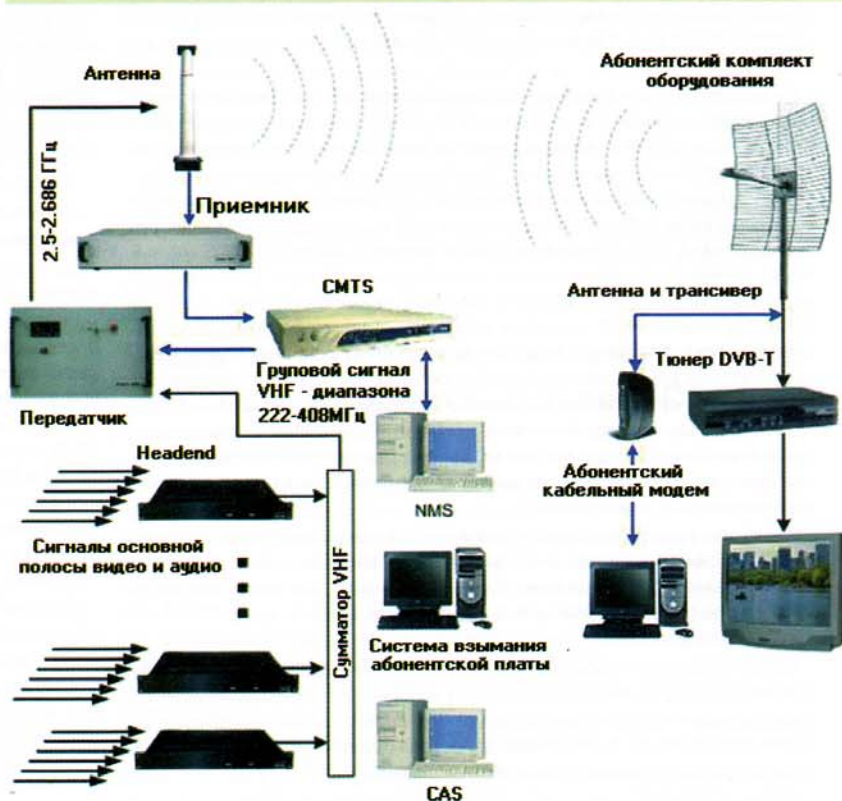 Антенна
Абонентский комплект
оборудования
2.5-2.686 ГГц
Приемник
CMTS
Антенна и трансивер
Груповой сигнал
VHF - диапазона
222-408МГц
Тюнер DVB-T
Передатчик
Headend
NMS
Абонентский
кабельный модем
Сигналы основной
полосы видео и аудио
Сумматор VHF
Система взымания
абонентской платы
CAS